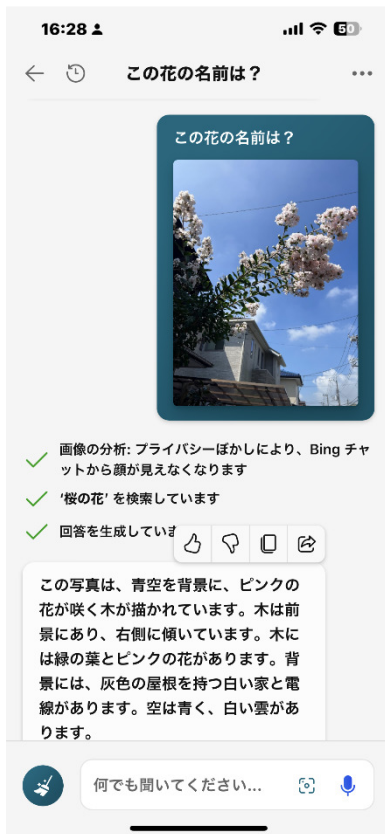 16:28
50
この花の名前は？
この花の名前は？
画像の分析: プライバシーぼかしにより、Bing チャ
ットから顔が見えなくなります
‘桜の花’ を検索しています
回答を生成していま
この写真は、青空を背景に、ピンクの
花が咲く木が描かれています。木は前
景にあり、右側に傾いています。木に
は緑の葉とピンクの花があります。背
景には、灰色の屋根を持つ白い家と電
線があります。空は青く、白い雲があ
ります。
何でも聞いてください...